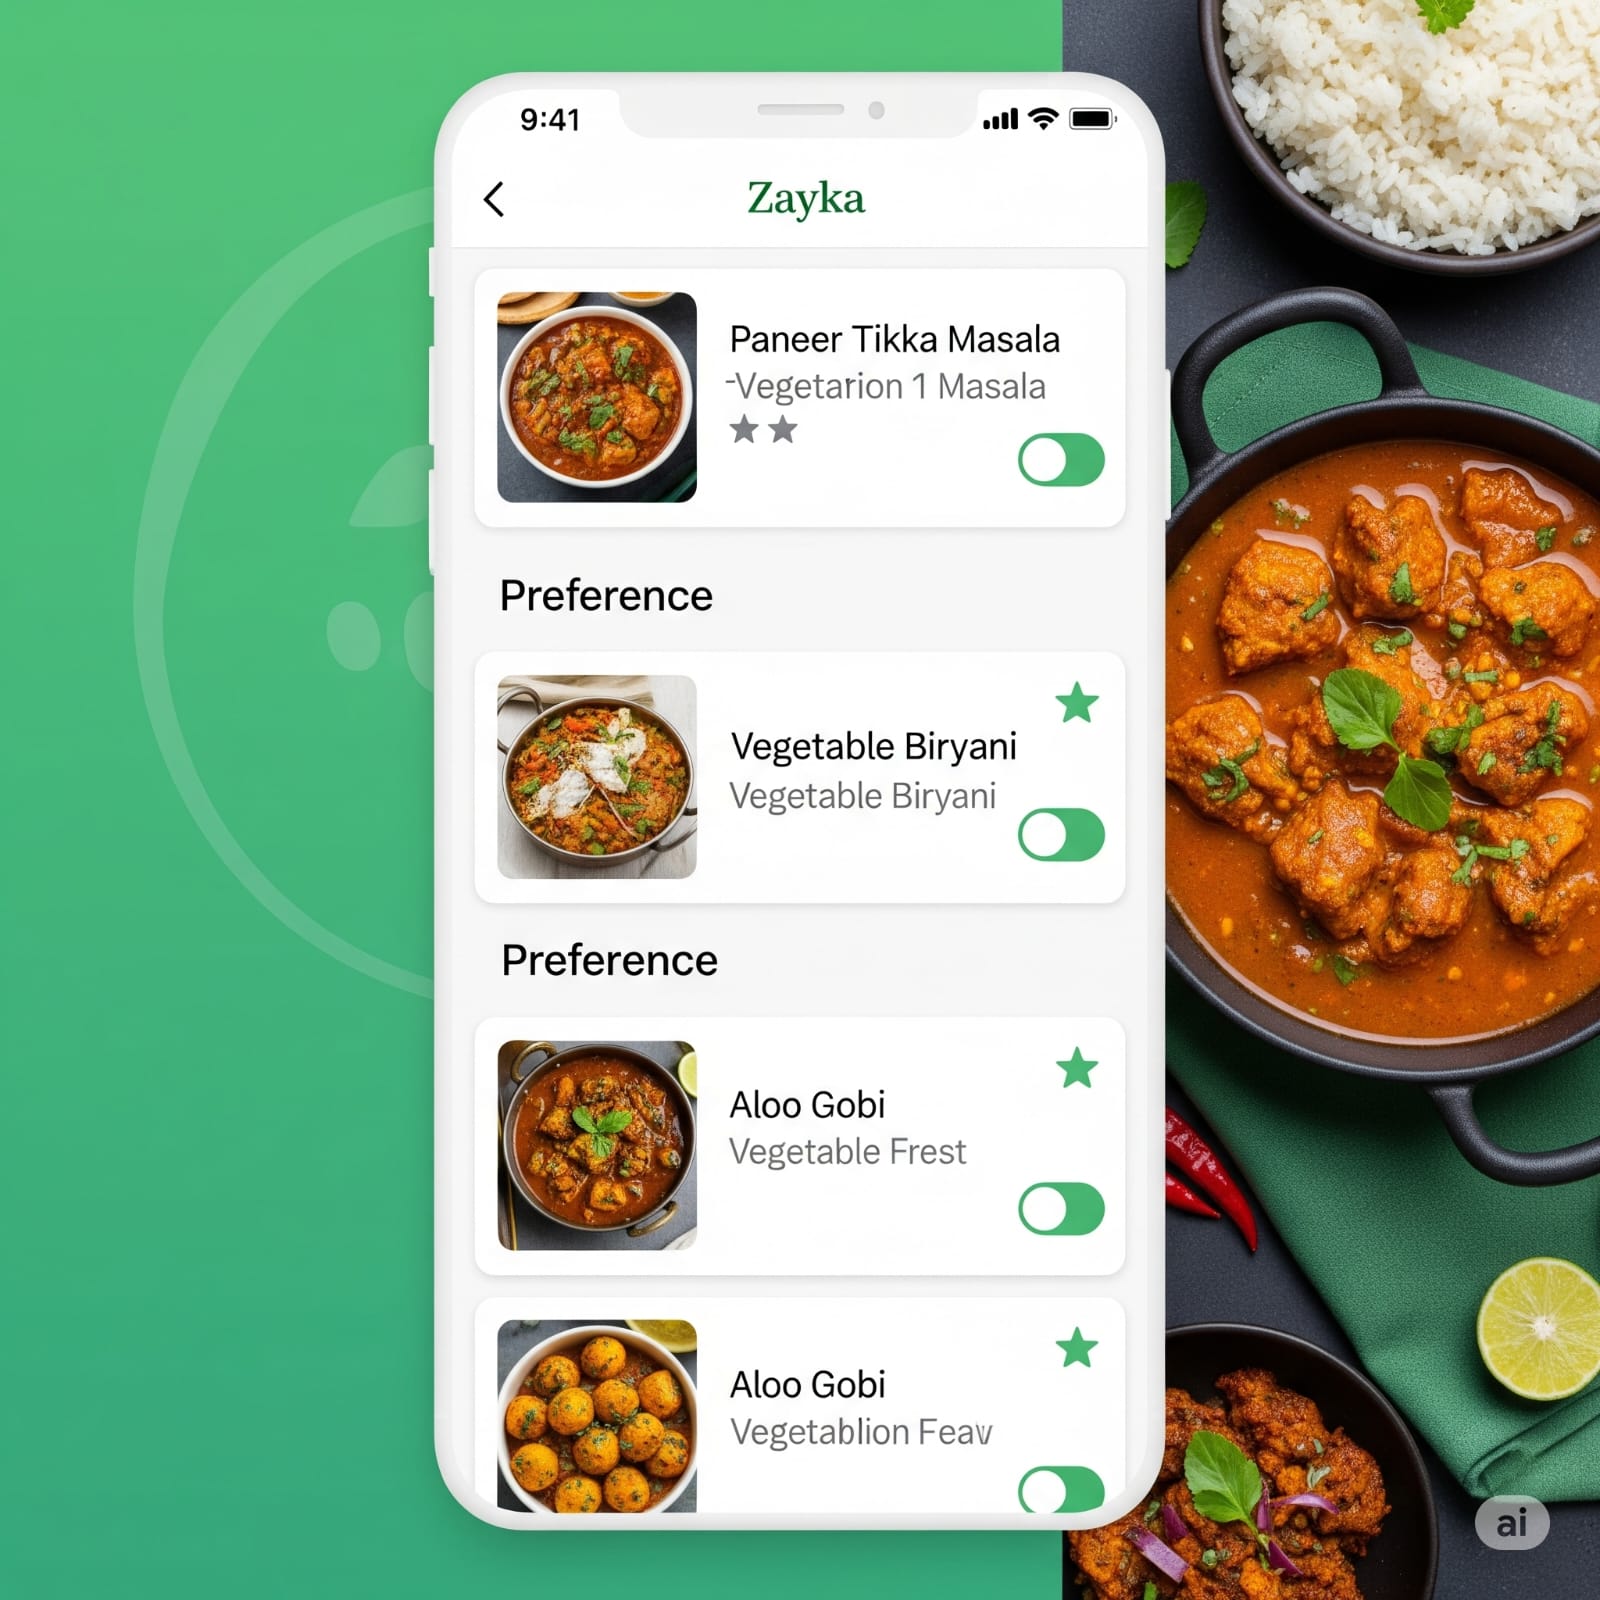 9:41
Zayka
Paneer Tikka Masala
-Vegetarion 1 Masala
Preference
Vegetable Biryani
Vegetable Biryani
Preference
Aloo Gobi
Vegetable Frest
Aloo Gobi
Vegetablion Feav
ai